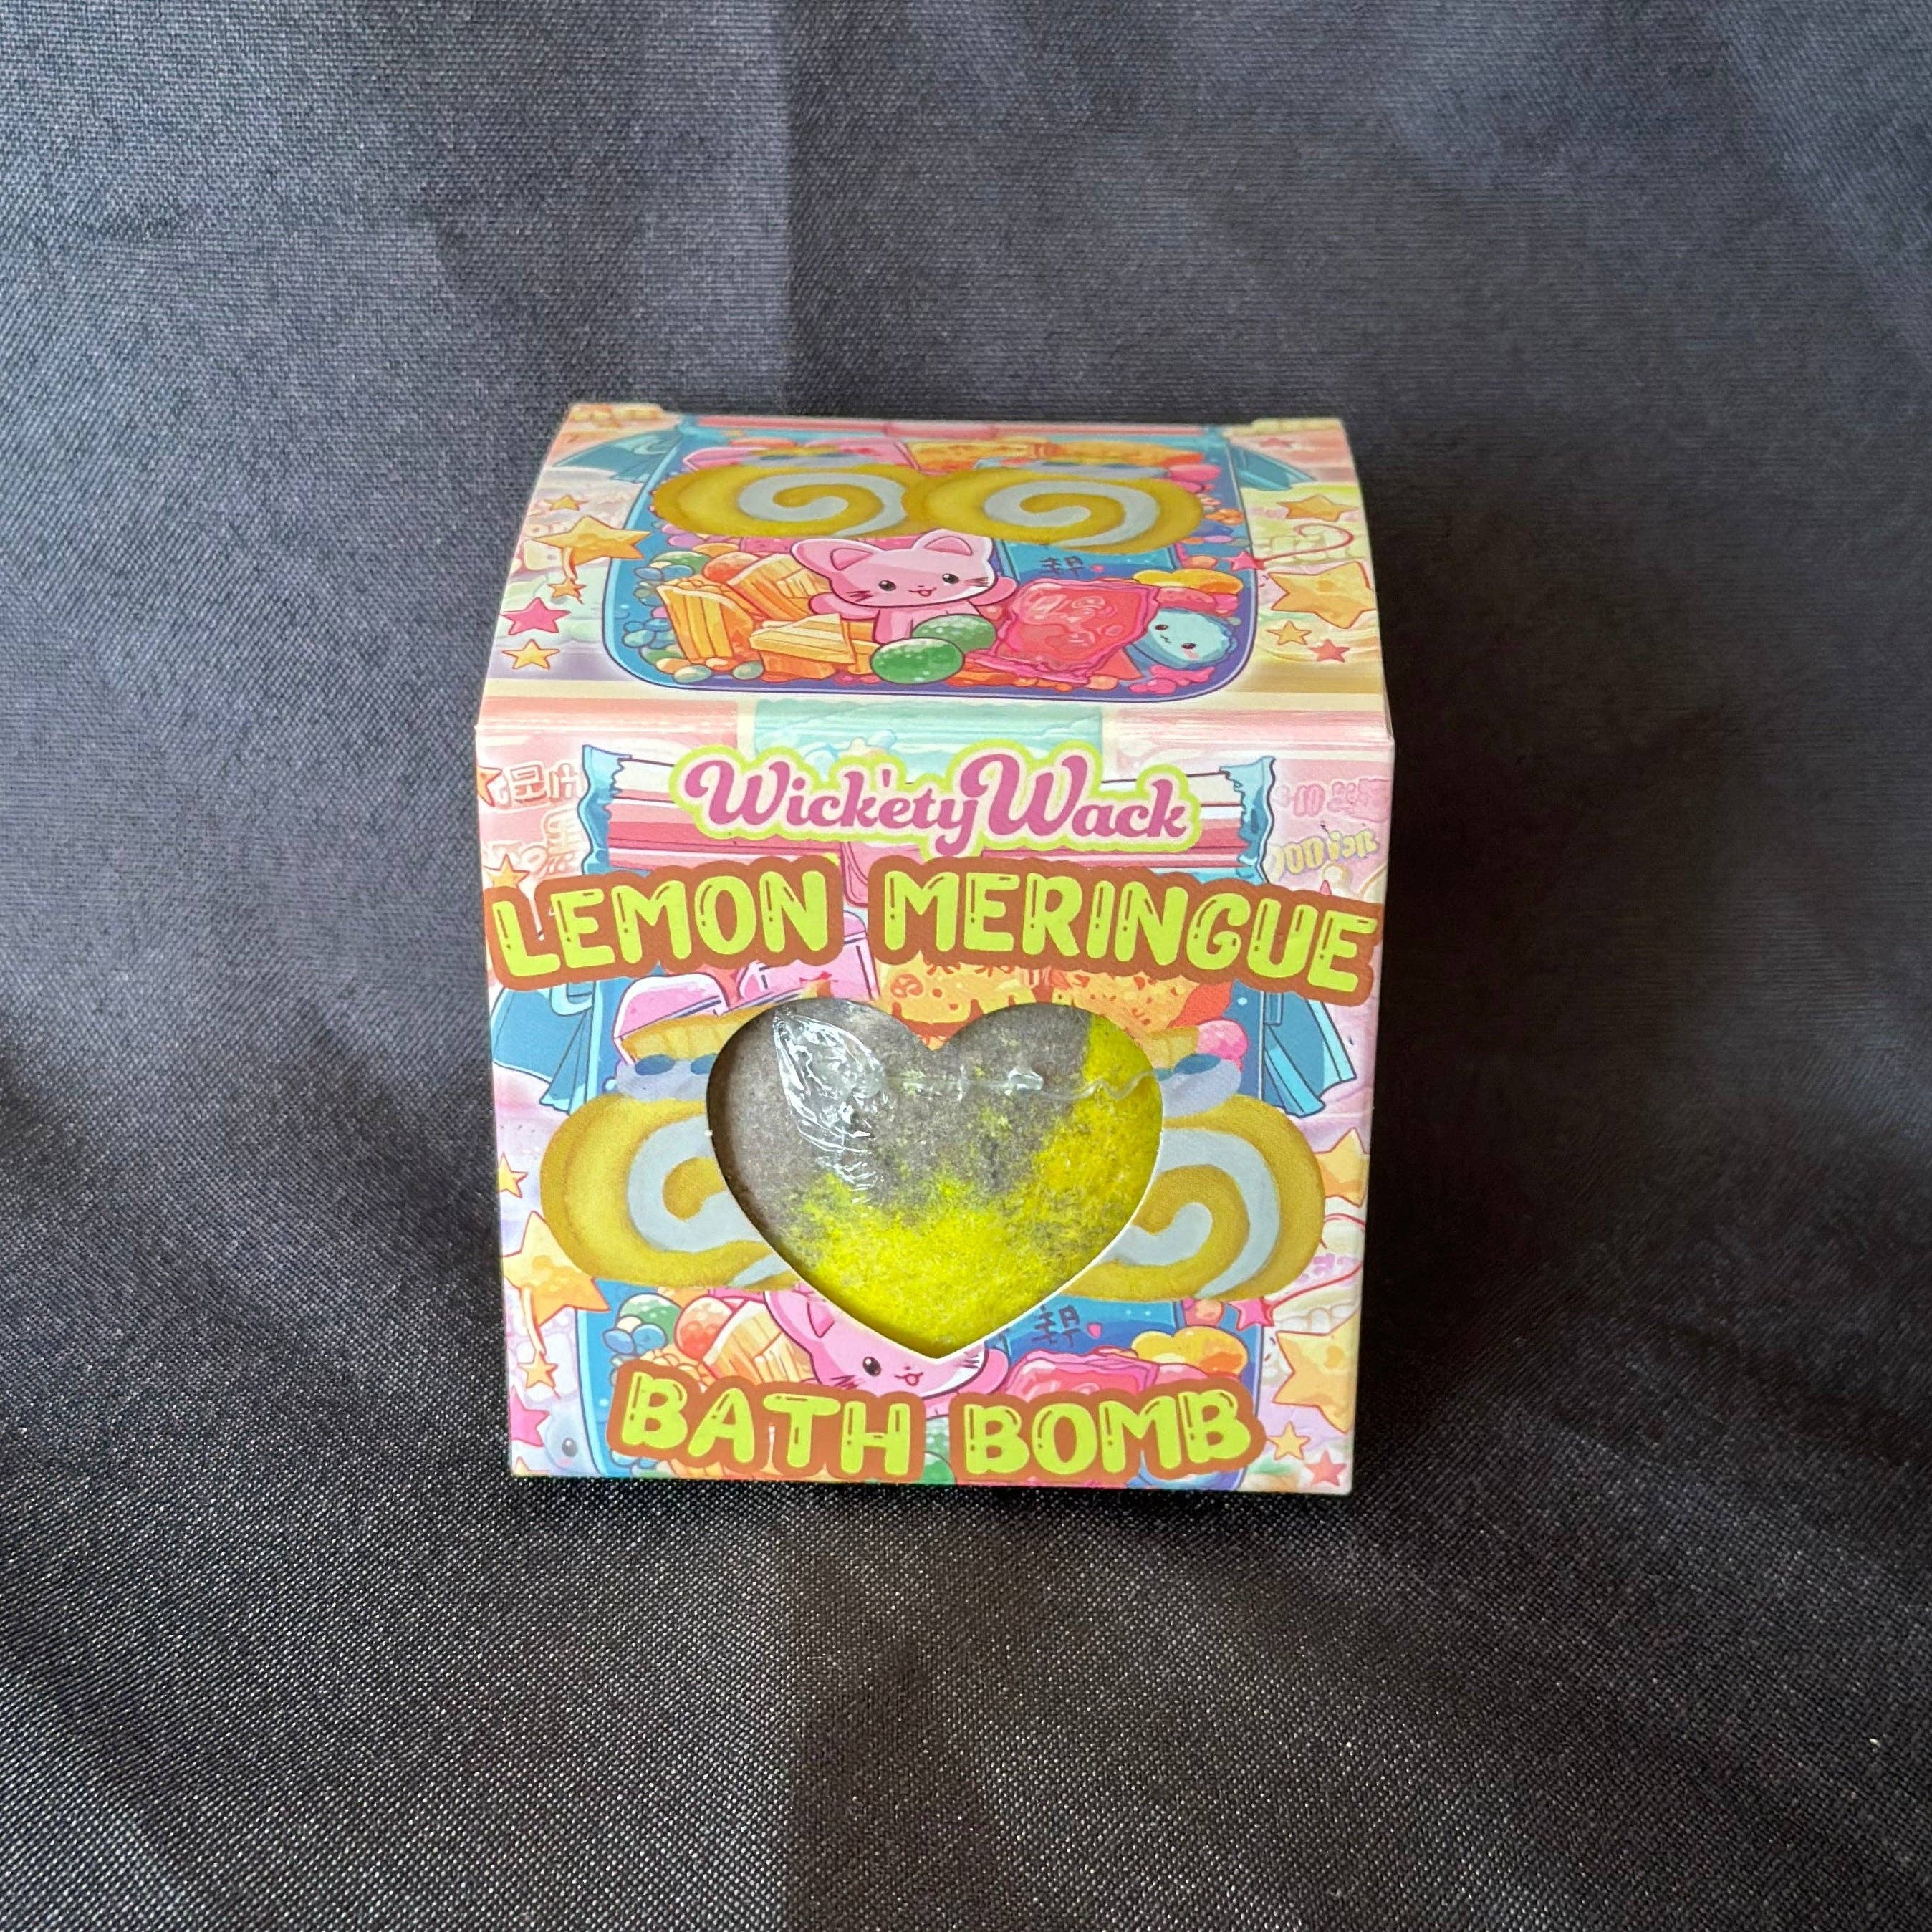 Wick'ety Wack
LEMON MERINGUE
BATH BOMB